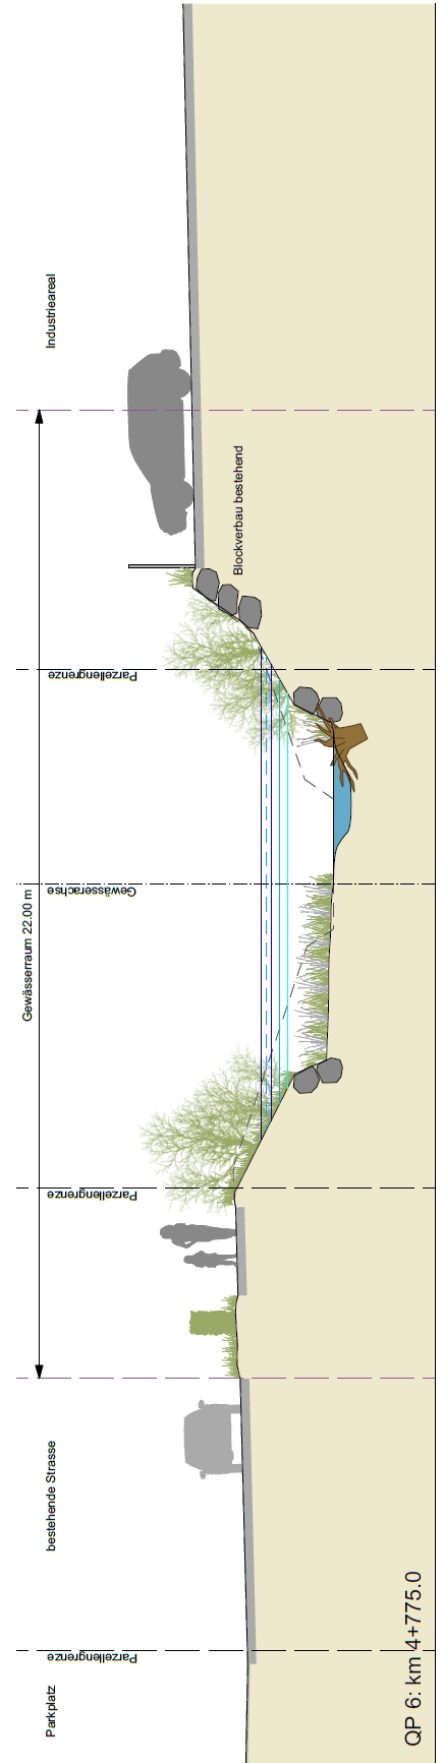 Parkplatz
Parzellengrenze
bestehende Strasse
Parzellengrenze
Gewässerraum 22.00 m
Gewässerachse
Parzellengrenze
Blockverbau bestehend
Industrieareal
QP 6: km 4+775.0